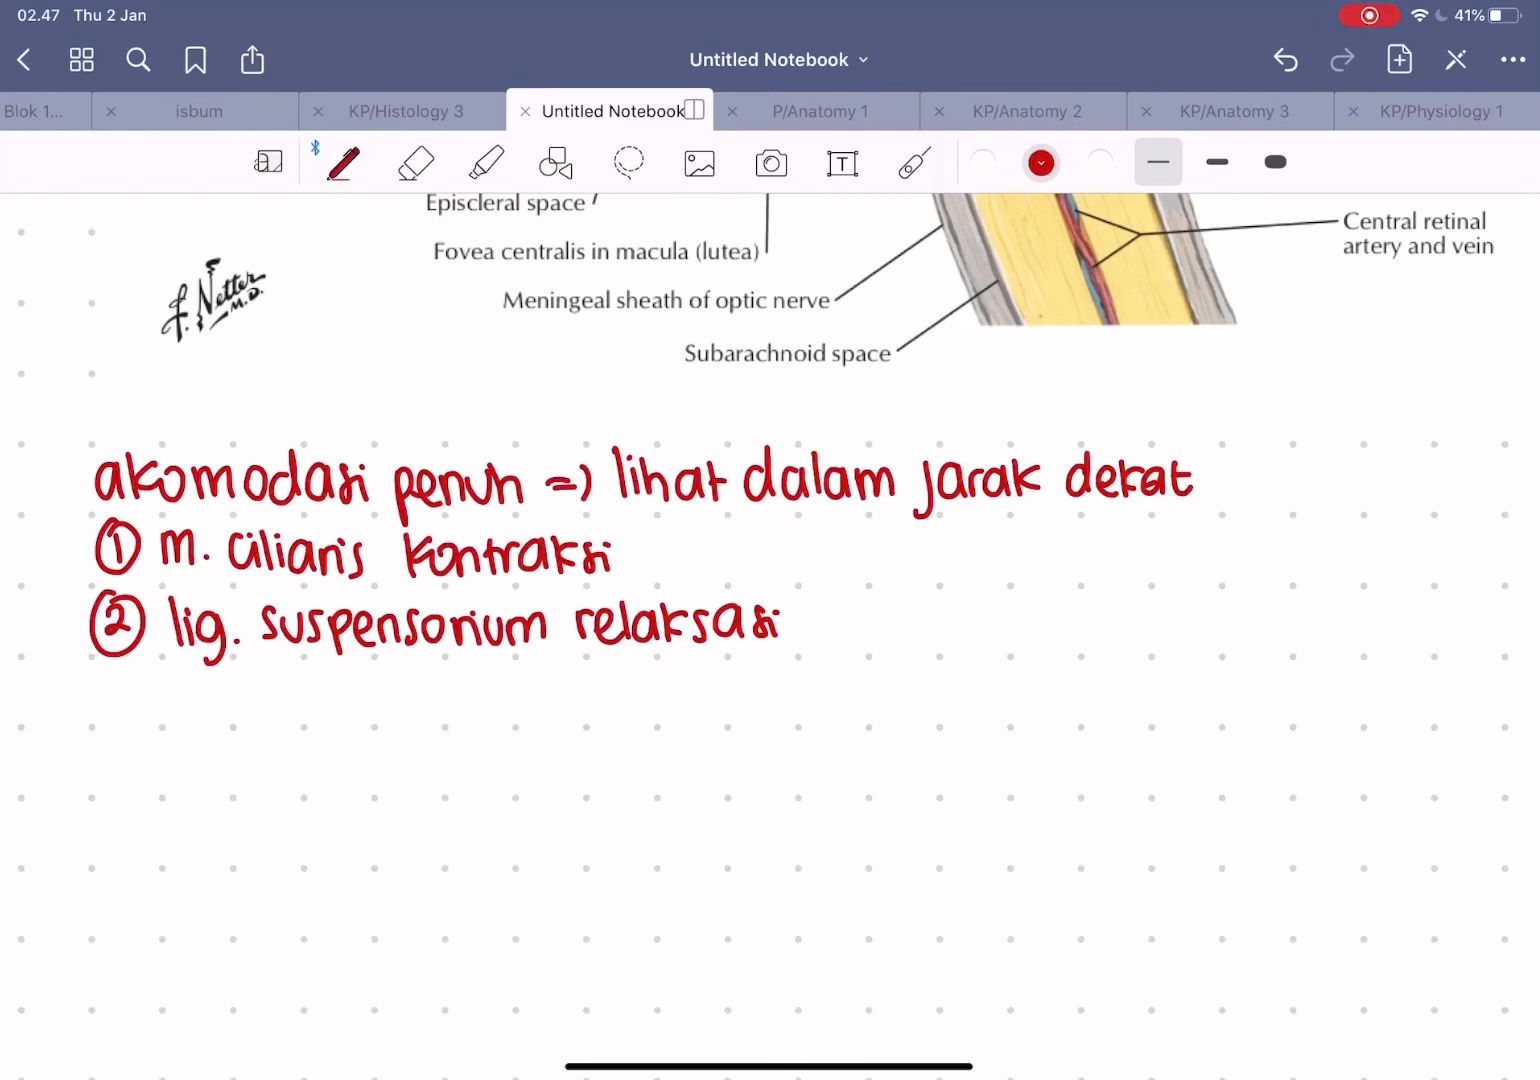 02.47 Thu 2 Jan
41%
Untitled Notebook
Blok 1...
isbum
KP/Histology 3
Untitled Notebook
P/Anatomy 1
KP/Anatomy 2
KP/Anatomy 3
KP/Physiology 1
Episcleral space
Central retinal
artery and vein
Fovea centralis in macula (lutea)
f. Netter
M.D.
Meningeal sheath of optic nerve
Subarachnoid space
akomodasi penuh => lihat dalam jarak dekat
① m. ciliaris kontraksi
② lig. suspensorium relaksasi